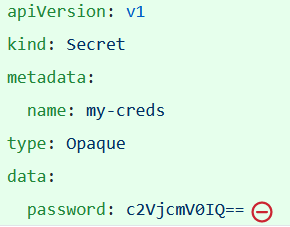 apiVersion: v1
kind: Secret
metadata:
  name: my-creds
type: Opaque
data:
  password: c2VjcmV0IQ==